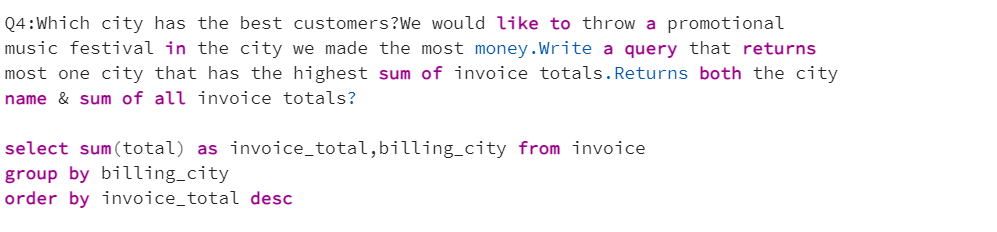 Q4:Which city has the best customers?We would like to throw a promotional
music festival in the city we made the most money.Write a query that returns
most one city that has the highest sum of invoice totals.Returns both the city
name & sum of all invoice totals?
select sum(total) as invoice_total,billing_city from invoice
group by billing_city
order by invoice_total desc